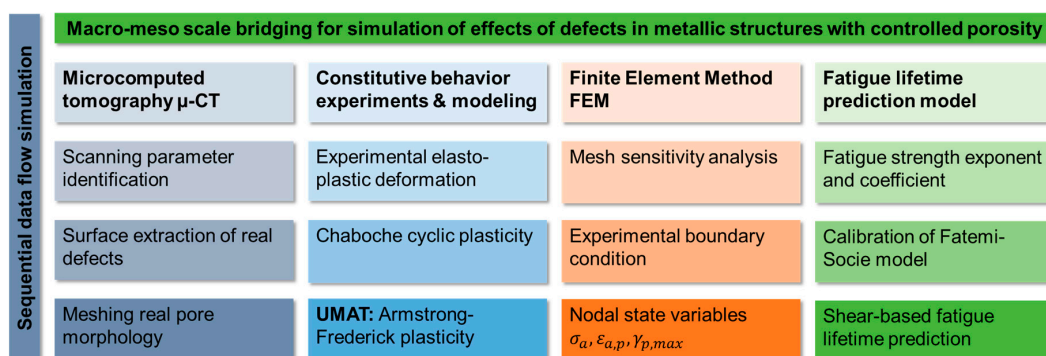 Macro-meso scale bridging for simulation of effects of defects in metallic structures with controlled porosity
Sequential data flow simulation
Microcomputed
tomography µ-CT
Scanning parameter
identification
Surface extraction of real
defects
Meshing real pore
morphology
Constitutive behavior
experiments & modeling
Experimental elasto-
plastic deformation
Chaboche cyclic plasticity
UMAT: Armstrong-
Frederick plasticity
Finite Element Method
FEM
Mesh sensitivity analysis
Experimental boundary
condition
Nodal state variables
σₐ, εₐ,ₚ, γₚ,ₘₐₓ
Fatigue lifetime
prediction model
Fatigue strength exponent
and coefficient
Calibration of Fatemi-
Socie model
Shear-based fatigue
lifetime prediction